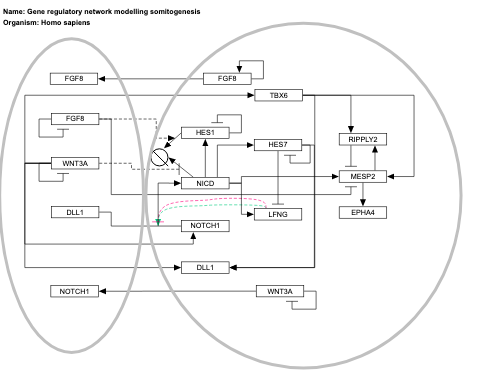 Name: Gene regulatory network modelling somitogenesis
Organism: Homo sapiens
FGF8
FGF8
TBX6
FGF8
HES1
RIPPLY2
HES7
WNT3A
MESP2
NICD
DLL1
LFNG
EPHA4
NOTCH1
DLL1
NOTCH1
WNT3A